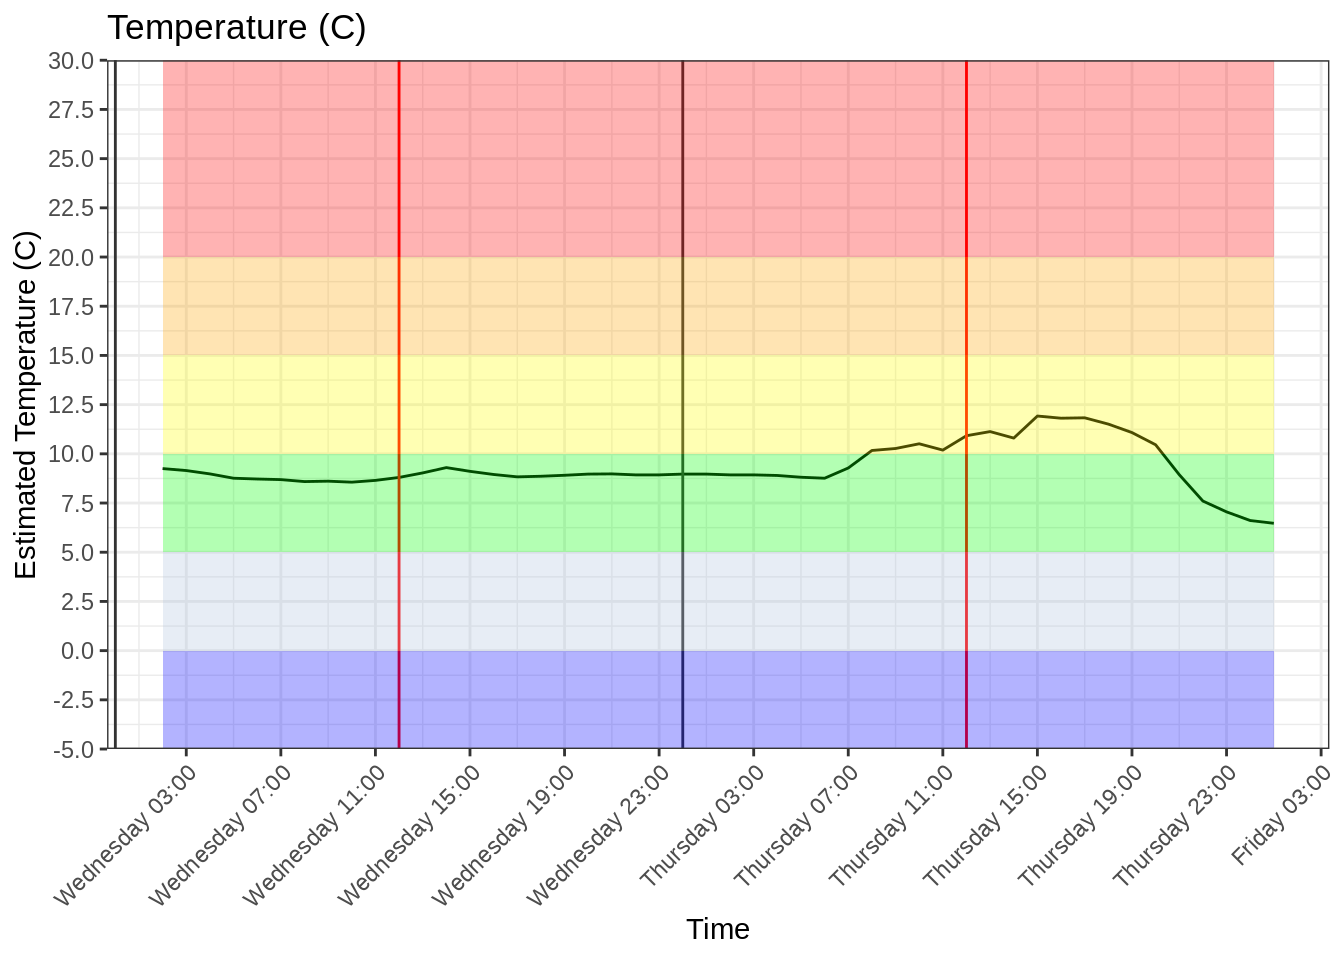 Temperature (C)
Estimated Temperature (C)
30.0
27.5
25.0
22.5
20.0
17.5
15.0
12.5
10.0
7.5
5.0
2.5
0.0
-2.5
-5.0
Wednesday 03:00
Wednesday 07:00
Wednesday 11:00
Wednesday 15:00
Wednesday 19:00
Wednesday 23:00
Thursday 03:00
Thursday 07:00
Thursday 11:00
Thursday 15:00
Thursday 19:00
Thursday 23:00
Friday 03:00
Time